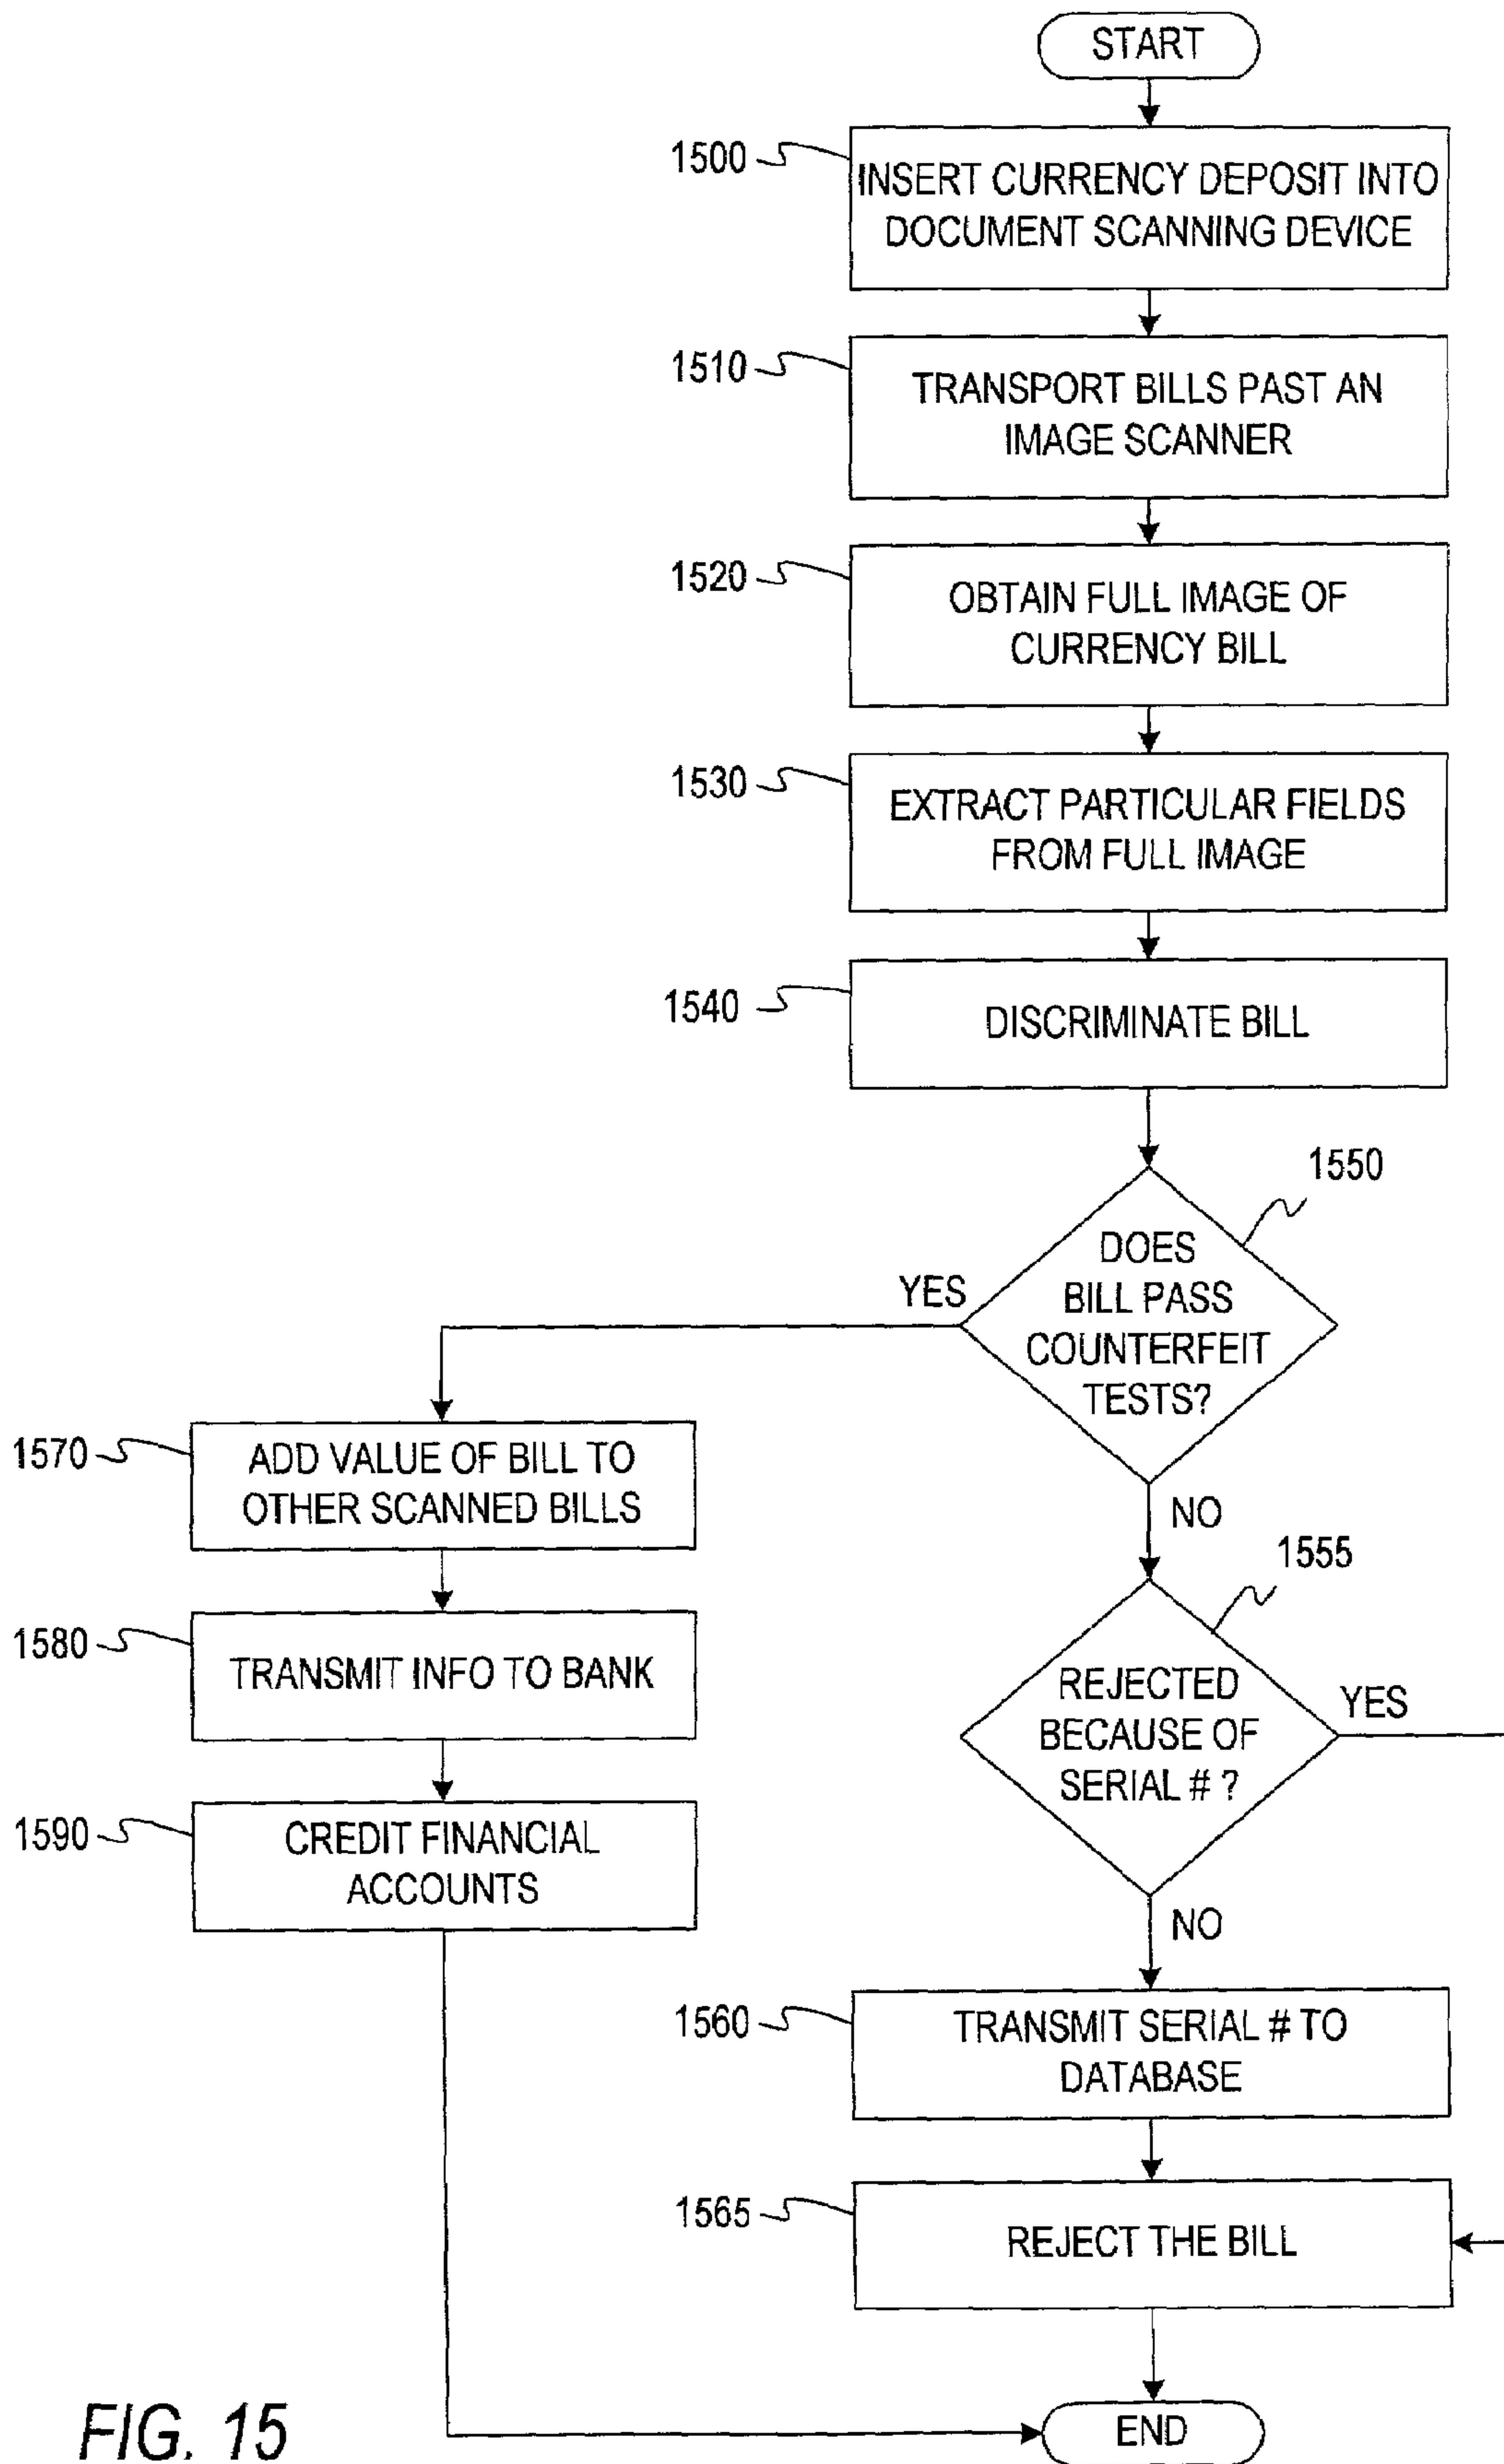 START
1500
INSERT CURRENCY DEPOSIT INTO
DOCUMENT SCANNING DEVICE
1510
TRANSPORT BILLS PAST AN
IMAGE SCANNER
1520
OBTAIN FULL IMAGE OF
CURRENCY BILL
1530
EXTRACT PARTICULAR FIELDS
FROM FULL IMAGE
1540
DISCRIMINATE BILL
1550
DOES
BILL PASS
COUNTERFEIT
TESTS?
YES
NO
1570
ADD VALUE OF BILL TO
OTHER SCANNED BILLS
1580
TRANSMIT INFO TO BANK
1590
CREDIT FINANCIAL
ACCOUNTS
1555
REJECTED
BECAUSE OF
SERIAL # ?
YES
NO
1560
TRANSMIT SERIAL # TO
DATABASE
1565
REJECT THE BILL
END
FIG. 15